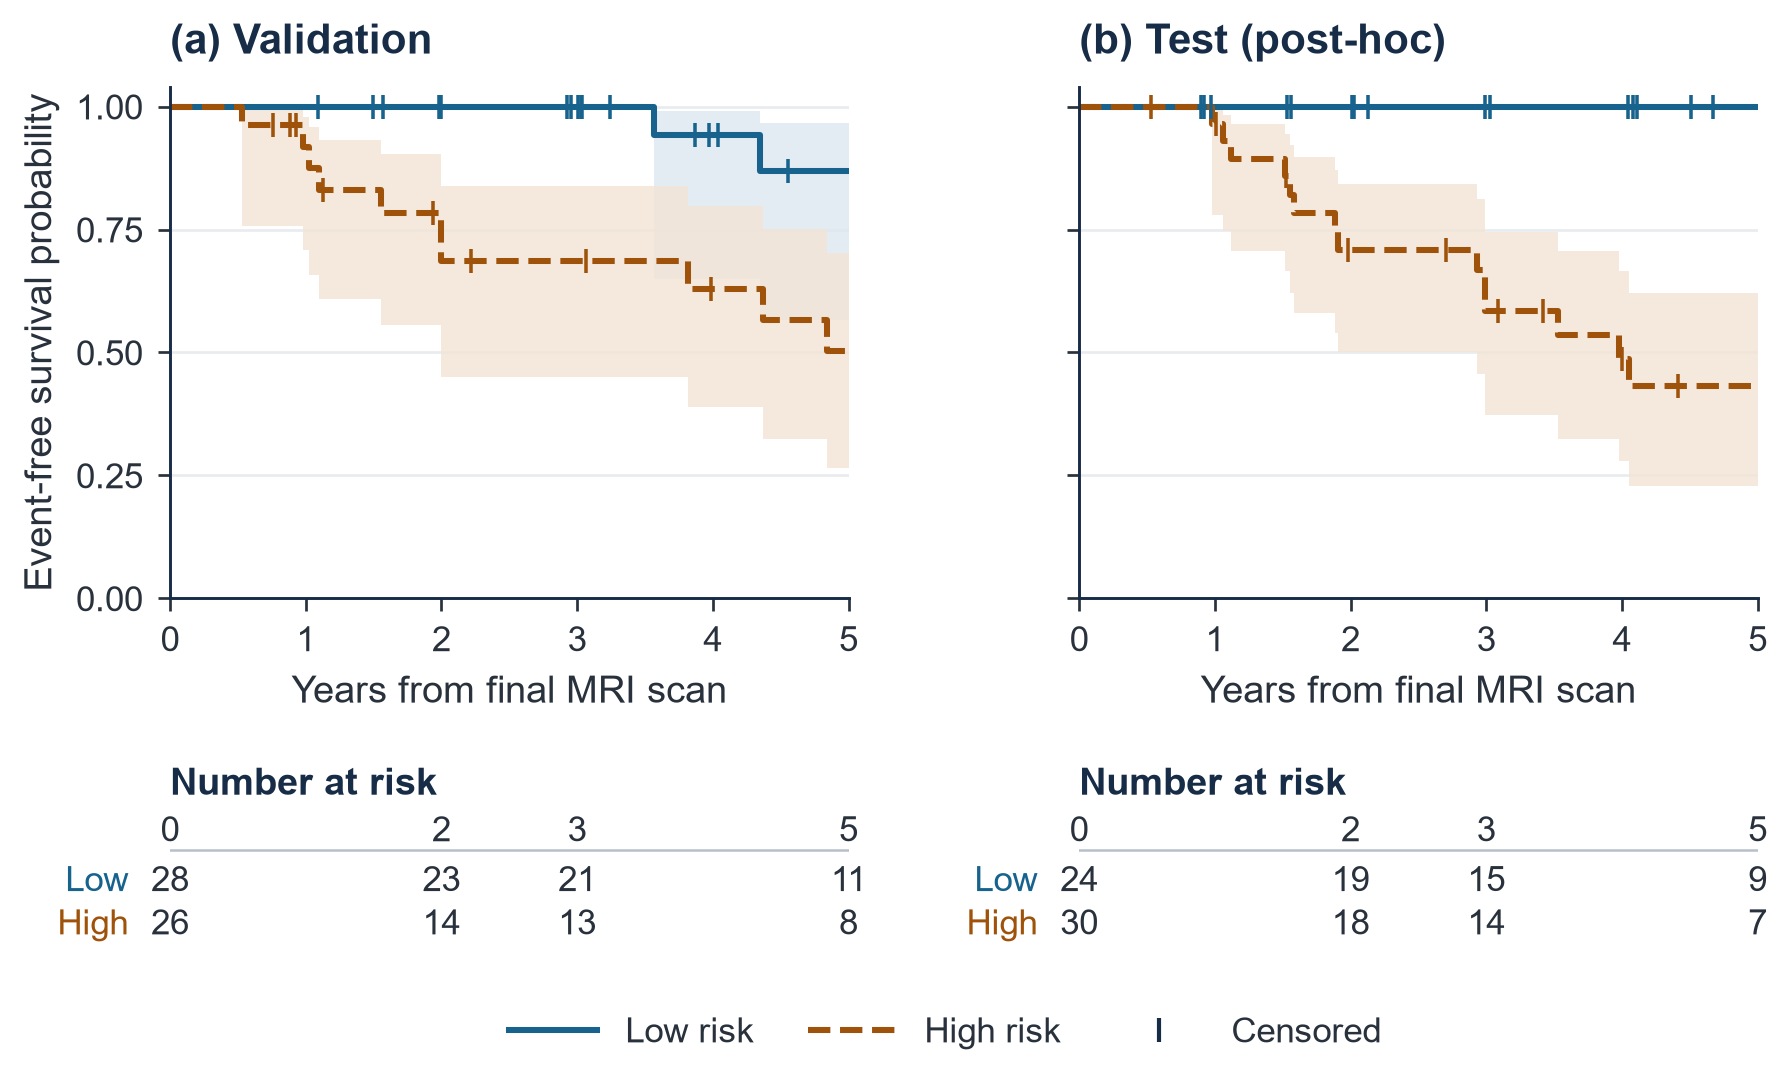 (a) Validation
Event-free survival probability
1.00
0.75
0.50
0.25
0.00
0 1 2 3 4 5
Years from final MRI scan
Number at risk
0 2 3 5
Low 28 23 21 11
High 26 14 13 8
(b) Test (post-hoc)
0 1 2 3 4 5
Years from final MRI scan
Number at risk
0 2 3 5
Low 24 19 15 9
High 30 18 14 7
Low risk High risk Censored